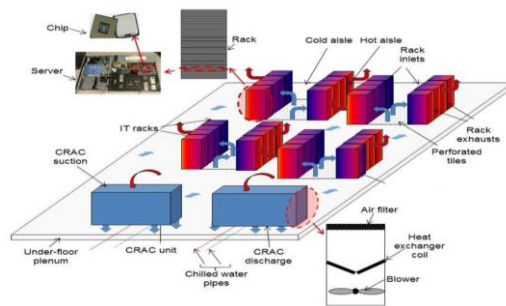 Chip
Server
Rack
Cold aisle
Hot aisle
Rack
inlets
IT racks
Rack
exhausts
Perforated
tiles
CRAC
suction
Under-floor
plenum
CRAC unit
CRAC
discharge
Chilled water
pipes
Air filter
Heat
exchanger
coil
Blower